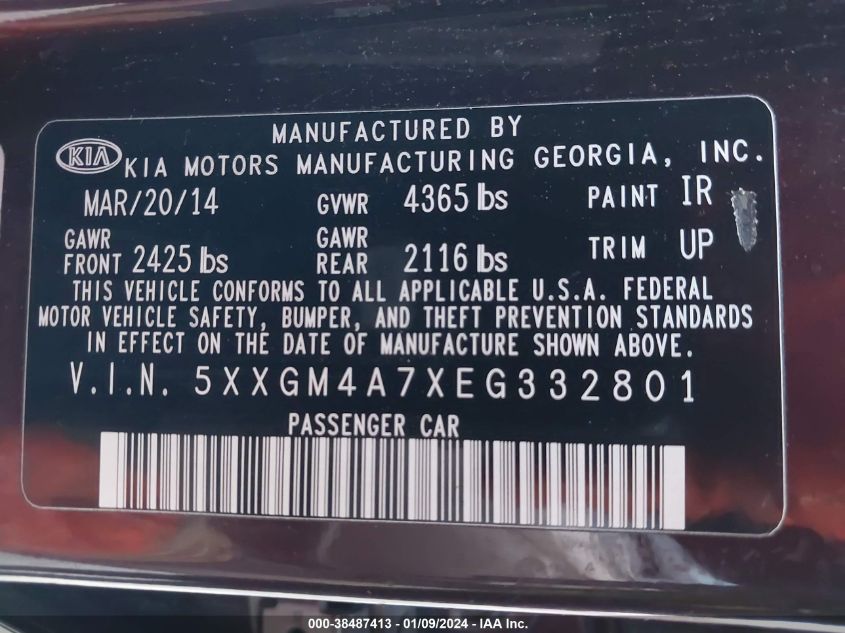 MANUFACTURED BY
KIA KIA MOTORS MANUFACTURING GEORGIA, INC.
MAR/20/14 GVWR 4365 lbs PAINT IR
GAWR FRONT 2425 lbs GAWR REAR 2116 lbs TRIM UP
THIS VEHICLE CONFORMS TO ALL APPLICABLE U.S.A. FEDERAL
MOTOR VEHICLE SAFETY, BUMPER, AND THEFT PREVENTION STANDARDS
IN EFFECT ON THE DATE OF MANUFACTURE SHOWN ABOVE.
V.I.N. 5XXGM4A7XEG332801
PASSENGER CAR
000-38487413 - 01/09/2024 - IAA Inc.